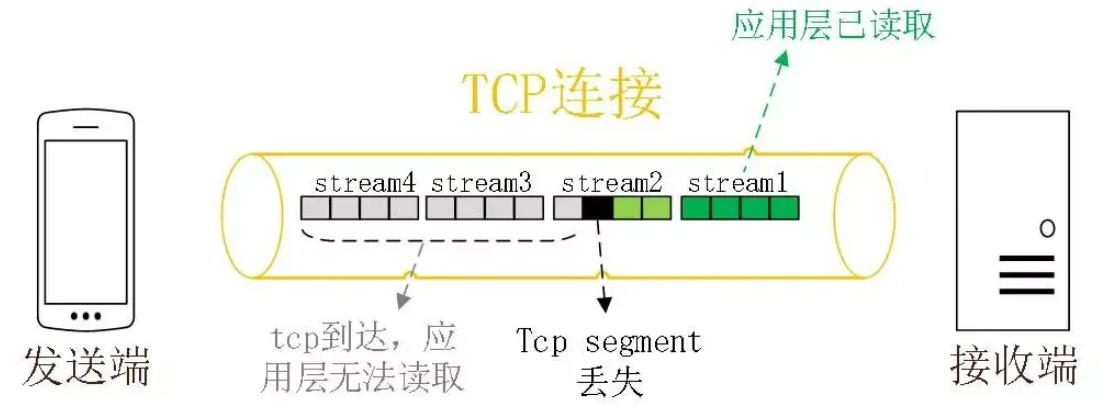 应用层已读取
TCP连接
stream4 stream3 stream2 stream1
tcp到达，应
用层无法读取
Tcp segment
丢失
发送端
接收端